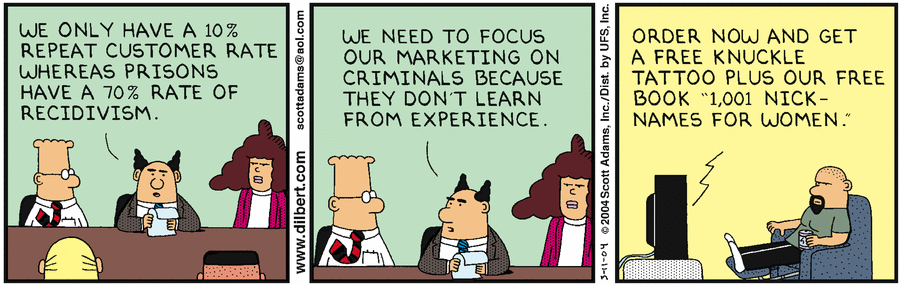 WE ONLY HAVE A 10%
REPEAT CUSTOMER RATE
WHEREAS PRISONS
HAVE A 70% RATE OF
RECIDIVISM.
www.dilbert.com
scottadams@aol.com
WE NEED TO FOCUS
OUR MARKETING ON
CRIMINALS BECAUSE
THEY DON'T LEARN
FROM EXPERIENCE.
3-11-04 © 2004 Scott Adams, Inc./Dist. by UFS, Inc.
ORDER NOW AND GET
A FREE KNUCKLE
TATTOO PLUS OUR FREE
BOOK "1,001 NICK-
NAMES FOR WOMEN."